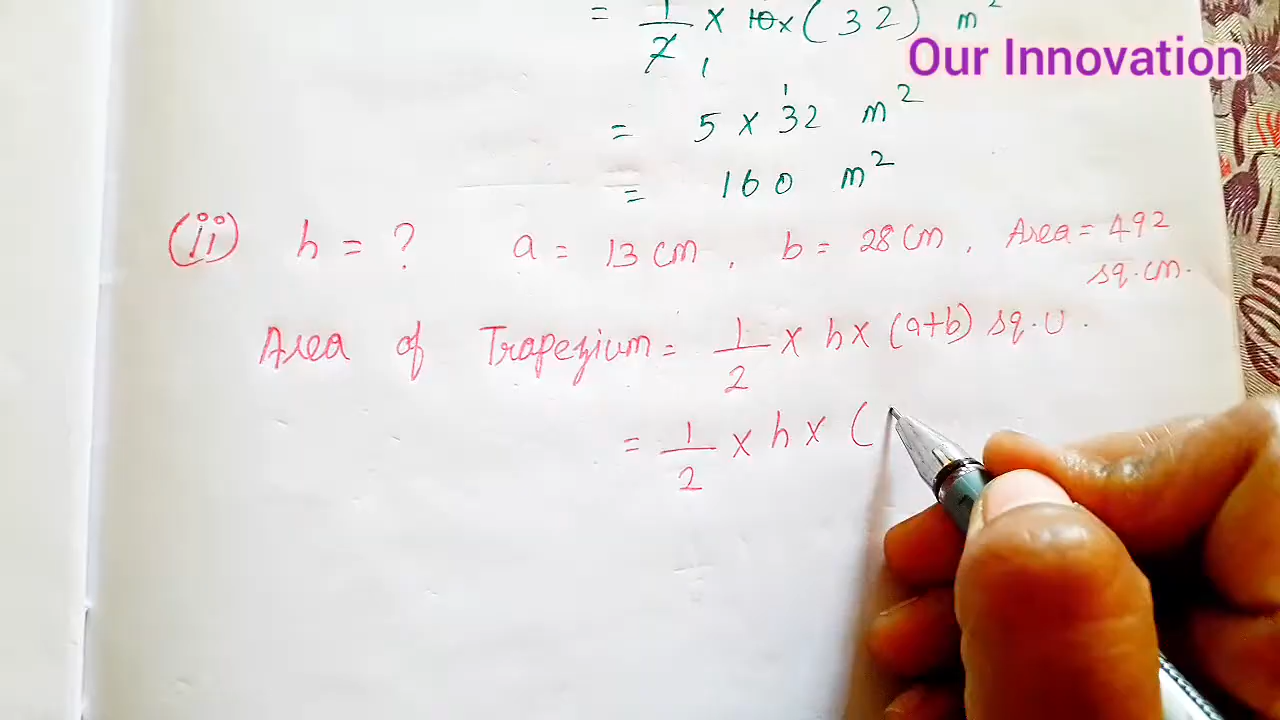 = 1/2 × 10 × (32) m²
Our Innovation
1
= 5 × 32 m²
= 160 m²
(ii) h = ? a = 13 cm, b = 28 cm, Area = 492
sq.cm.
Area of Trapezium = 1/2 × h × (a+b) sq.u.
= 1/2 × h × (